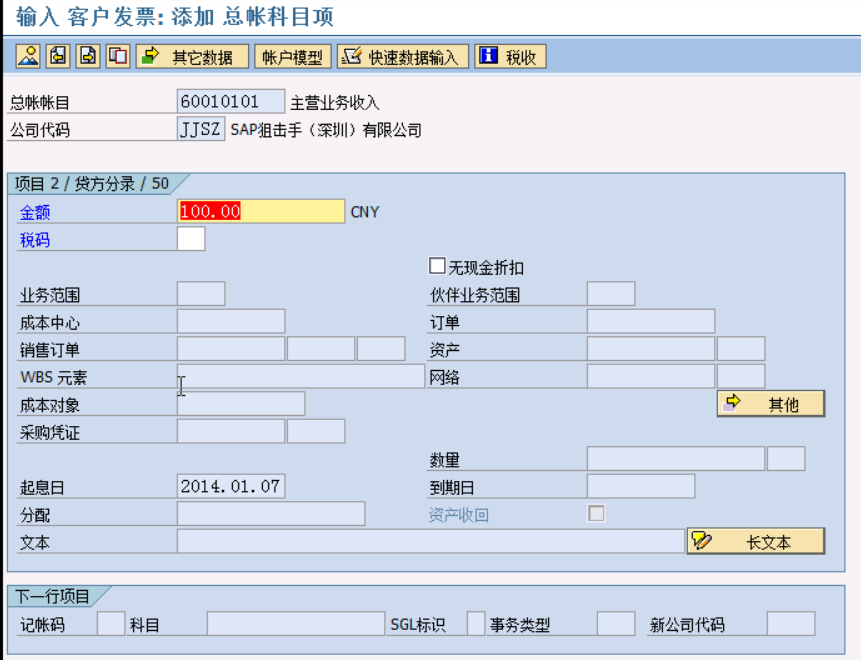 输入 客户发票: 添加 总帐科目项
其它数据 帐户模型 快速数据输入 税收
总帐帐目 60010101 主营业务收入
公司代码 JJSZ SAP狙击手（深圳）有限公司
项目 2 / 贷方分录 / 50
金额 100.00 CNY
税码
无现金折扣
业务范围 伙伴业务范围
成本中心 订单
销售订单 资产
WBS 元素 网络
成本对象 其他
采购凭证
数量
起息日 2014.01.07 到期日
分配 资产收回
文本 长文本
下一行项目
记帐码 科目 SGL标识 事务类型 新公司代码